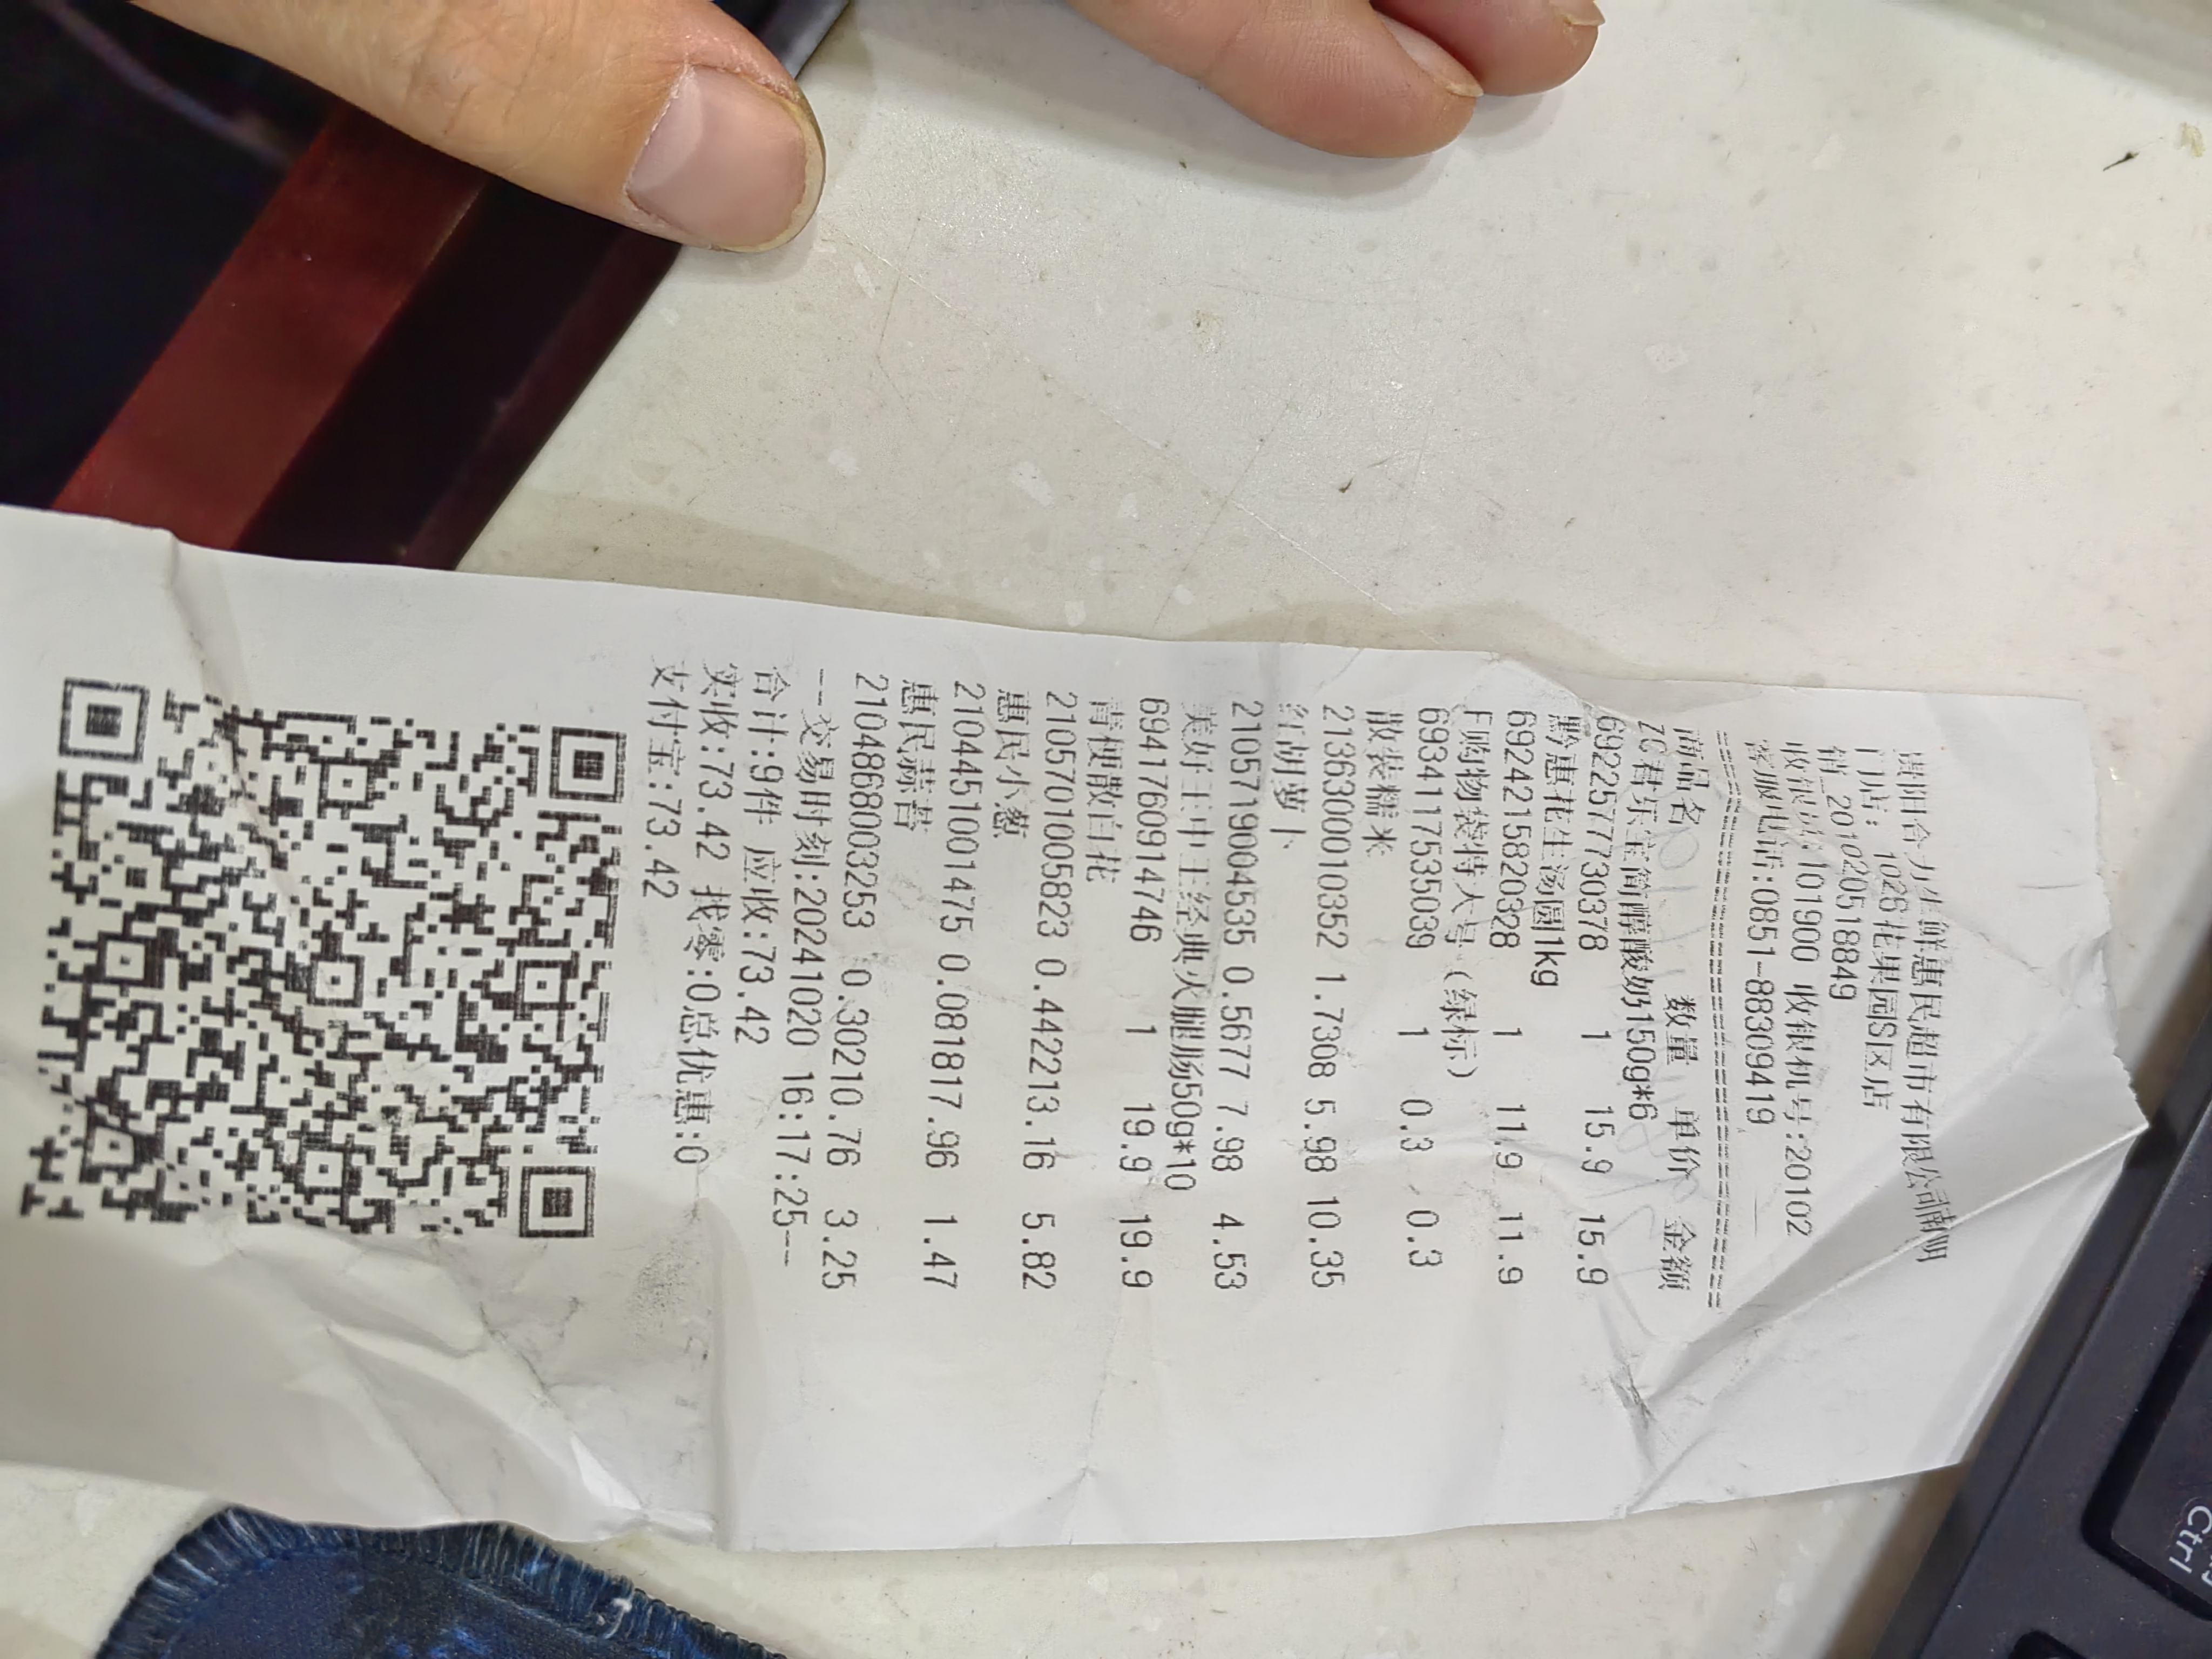 贵阳合力生鲜惠民超市有限公司南明
门店: 1026花果园S区店
销_201020518849
收银员:101900 收银机号:20102
客服电话:0851-88309419
==============================
商品名 数量 单价 金额
ZC君乐宝简醇酸奶150g*6
6922577730378 1 15.9 15.9
黔惠花生汤圆1kg
6924215820328 1 11.9 11.9
F购物袋特大号(绿标)
6934117535039 1 0.3 0.3
散装糯米
2136300010352 1.7308 5.98 10.35
红胡萝卜
2105719004535 0.5677 7.98 4.53
美好王中王经典火腿肠50g*10
6941760914746 1 19.9 19.9
青梗散白花
2105701005823 0.442213.16 5.82
惠民小葱
2104451001475 0.081817.96 1.47
惠民蒜苔
2104868003253 0.30210.76 3.25
--交易时刻:20241020 16:17:25--
合计:9件 应收:73.42
实收:73.42 找零:0总优惠:0
支付宝:73.42
Ctrl